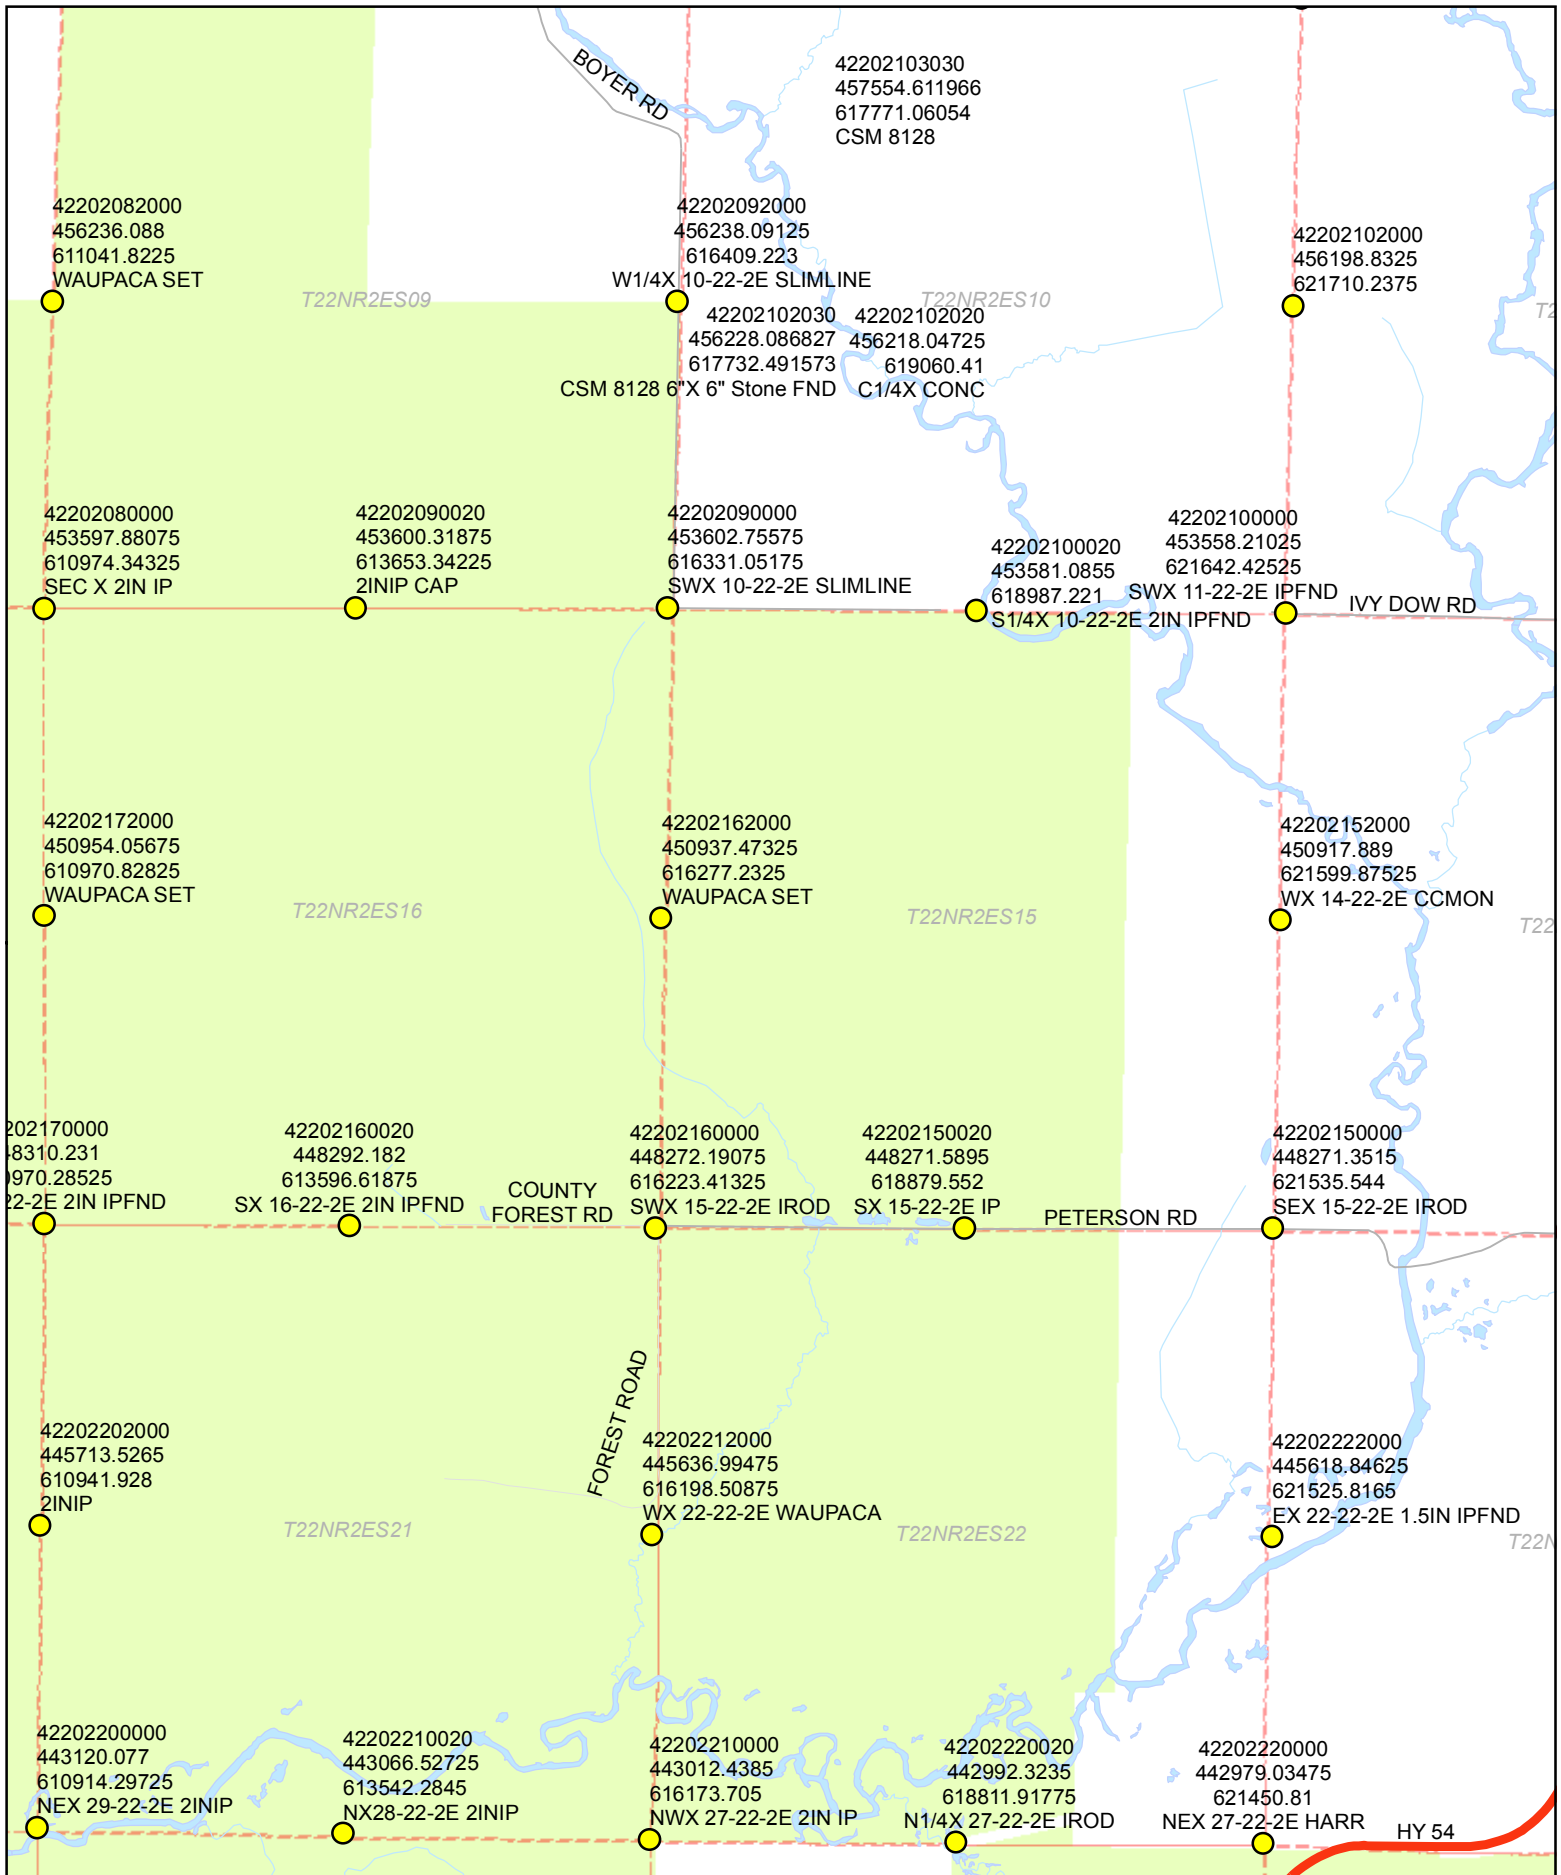 BOYER RD
42202103030
457554.611966
617771.06054
CSM 8128
42202082000
456236.088
611041.8225
WAUPACA SET
42202092000
456238.09125
616409.223
W1/4X 10-22-2E SLIMLINE
42202102000
456198.8325
621710.2375
T22NR2ES09
T22NR2ES10
42202102030
456228.086827
617732.491573
CSM 8128 6"X 6" Stone FND
42202102020
456218.04725
619060.41
C1/4X CONC
42202080000
453597.88075
610974.34325
SEC X 2IN IP
42202090020
453600.31875
613653.34225
2INIP CAP
42202090000
453602.75575
616331.05175
SWX 10-22-2E SLIMLINE
42202100020
453581.0855
618987.221
S1/4X 10-22-2E 2IN IPFND
42202100000
453558.21025
621642.42525
SWX 11-22-2E IPFND
IVY DOW RD
42202172000
450954.05675
610970.82825
WAUPACA SET
42202162000
450937.47325
616277.2325
WAUPACA SET
42202152000
450917.889
621599.87525
WX 14-22-2E CCMON
T22NR2ES16
T22NR2ES15
T22
202170000
8310.231
970.28525
22-2E 2IN IPFND
42202160020
448292.182
613596.61875
SX 16-22-2E 2IN IPFND
COUNTY
FOREST RD
42202160000
448272.19075
616223.41325
SWX 15-22-2E IROD
42202150020
448271.5895
618879.552
SX 15-22-2E IP
PETERSON RD
42202150000
448271.3515
621535.544
SEX 15-22-2E IROD
42202202000
445713.5265
610941.928
2INIP
FOREST ROAD
42202212000
445636.99475
616198.50875
WX 22-22-2E WAUPACA
42202222000
445618.84625
621525.8165
EX 22-22-2E 1.5IN IPFND
T22NR2ES21
T22NR2ES22
T22N
42202200000
443120.077
610914.29725
NEX 29-22-2E 2INIP
42202210020
443066.52725
613542.2845
NX28-22-2E 2INIP
42202210000
443012.4385
616173.705
NWX 27-22-2E 2IN IP
42202220020
442992.3235
618811.91775
N1/4X 27-22-2E IROD
42202220000
442979.03475
621450.81
NEX 27-22-2E HARR
HY 54